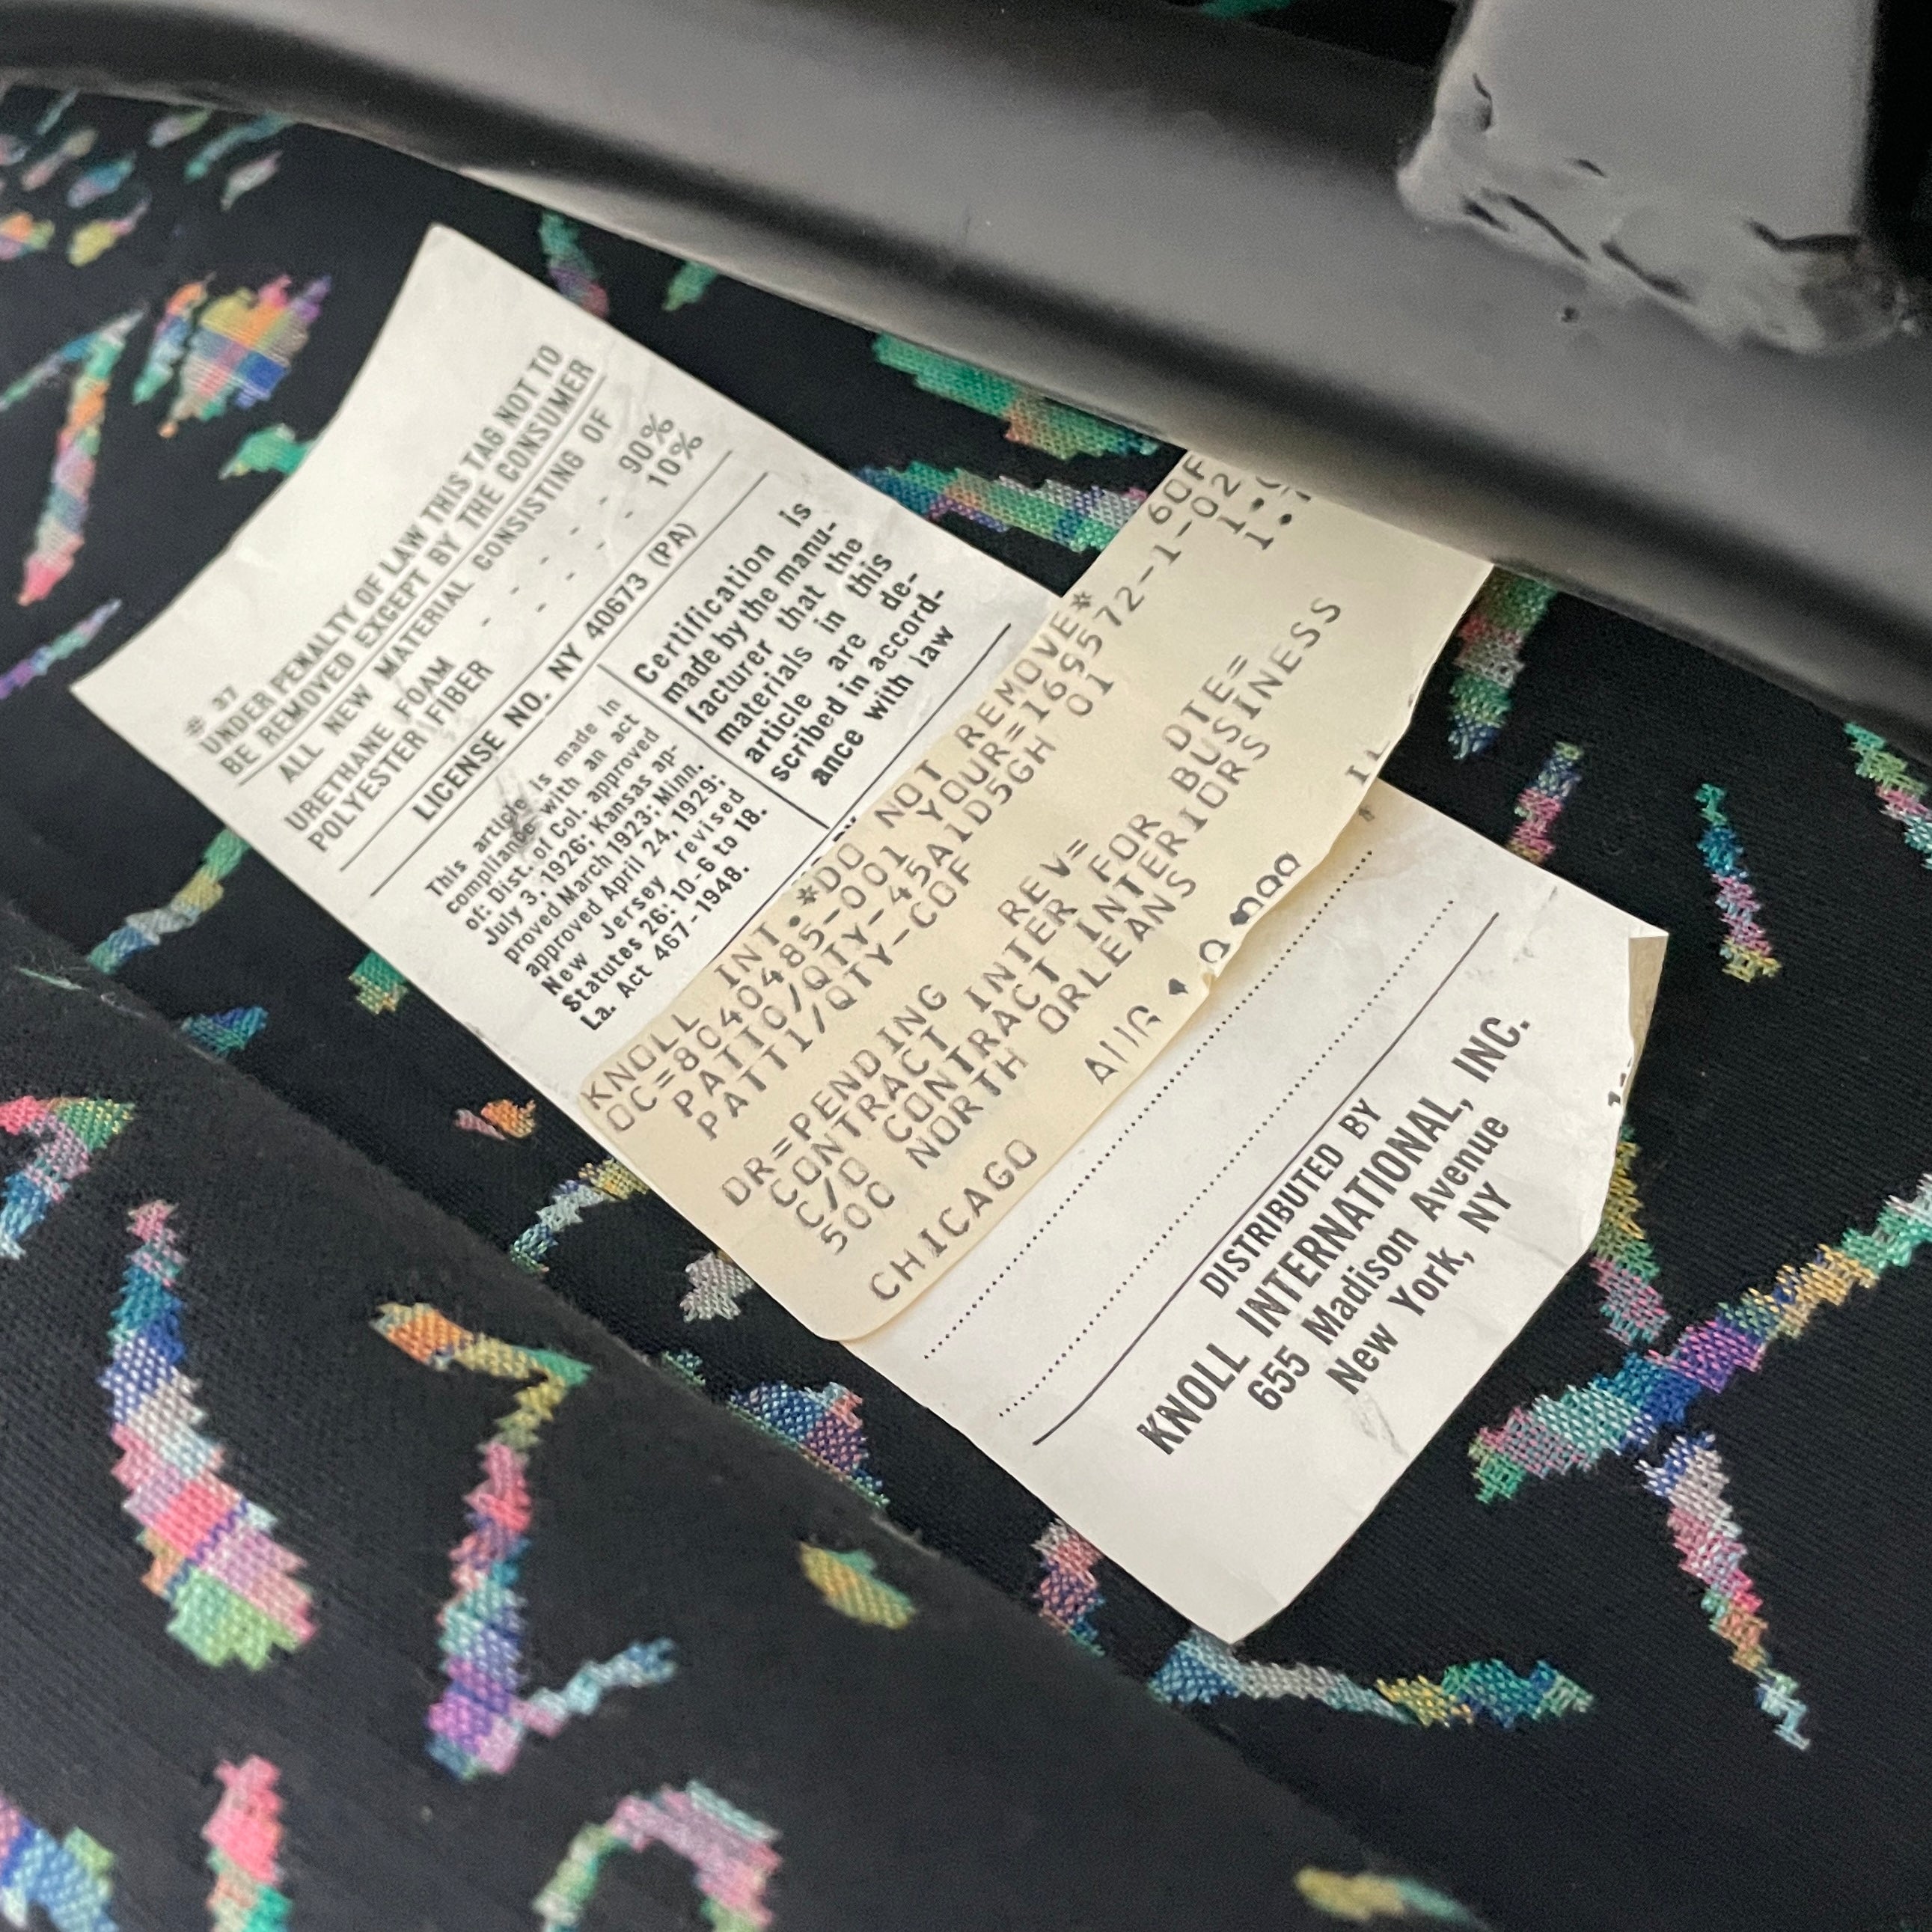 # 37
UNDER PENALTY OF LAW THIS TAG NOT TO
BE REMOVED EXCEPT BY THE CONSUMER
ALL NEW MATERIAL CONSISTING OF
URETHANE FOAM - - - - 90%
POLYESTER FIBER - - - - 10%
LICENSE NO. NY 40673 (PA)
This article is made in
compliance with an act
of: Dist. of Col. approved
July 3, 1926; Kansas ap-
proved March 1923; Minn.
approved April 24, 1929;
New Jersey revised
Statutes 26: 10-6 to 18.
La. Act 467-1948.
Certification is
made by the manu-
facturer that the
materials in this
article are de-
scribed in accord-
ance with law
KNOLL INT.*DO NOT REMOVE*
OC=8040485-001 YOUR=169572-1-02
PATT0/QTY-45A1D5GH 01
PATT1/QTY-COF
DR=PENDING REV= DTE=
CONTRACT INTER FOR BUSINESS
C/O CONTRACT INTERIORS
500 NORTH ORLEANS
CHICAGO IL
DISTRIBUTED BY
KNOLL INTERNATIONAL, INC.
655 Madison Avenue
New York, NY